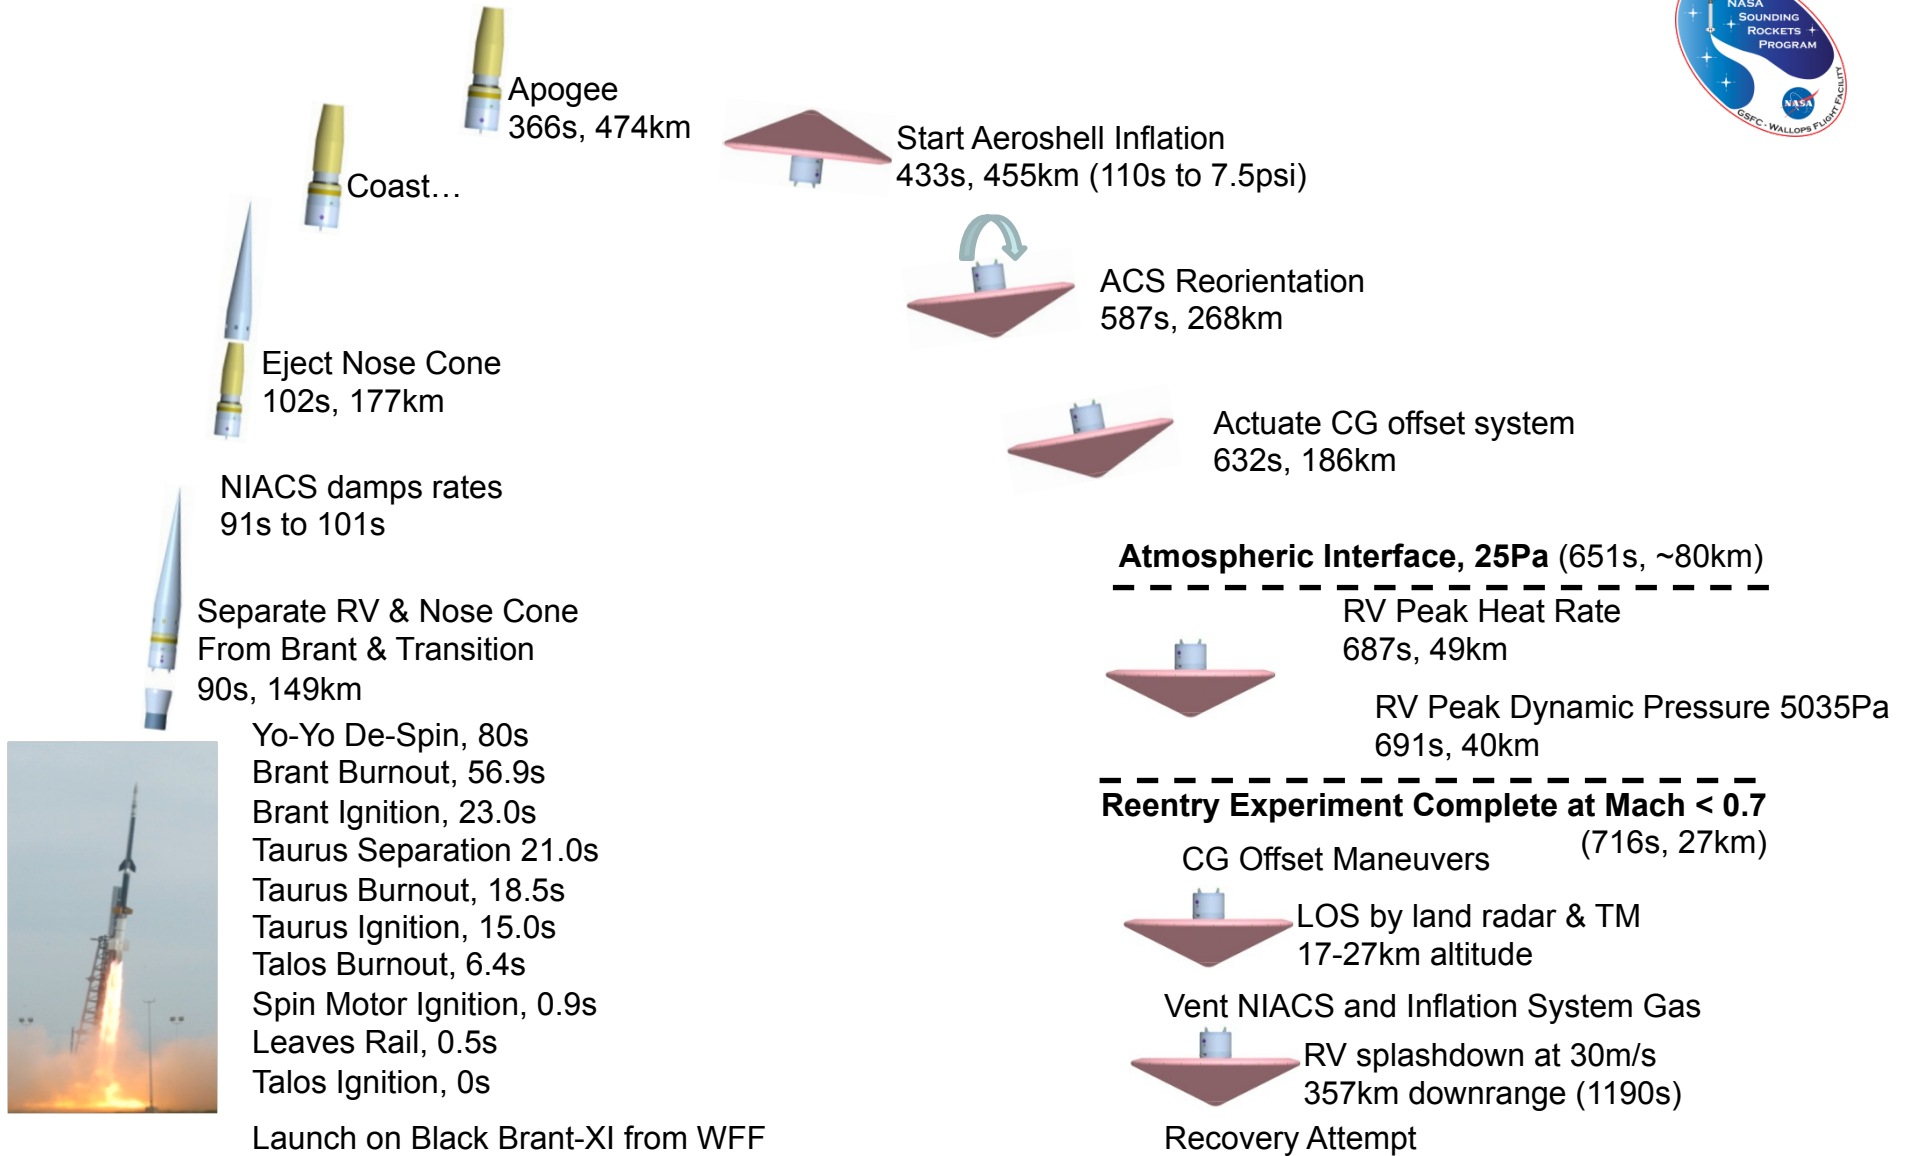 NASA
SOUNDING
ROCKETS
PROGRAM
NASA
GSFC - WALLOPS FLIGHT FACILITY
Apogee
366s, 474km
Start Aeroshell Inflation
433s, 455km (110s to 7.5psi)
Coast…
ACS Reorientation
587s, 268km
Eject Nose Cone
102s, 177km
Actuate CG offset system
632s, 186km
NIACS damps rates
91s to 101s
Atmospheric Interface, 25Pa (651s, ~80km)
Separate RV & Nose Cone
From Brant & Transition
90s, 149km
RV Peak Heat Rate
687s, 49km
RV Peak Dynamic Pressure 5035Pa
691s, 40km
Yo-Yo De-Spin, 80s
Brant Burnout, 56.9s
Brant Ignition, 23.0s
Taurus Separation 21.0s
Taurus Burnout, 18.5s
Taurus Ignition, 15.0s
Talos Burnout, 6.4s
Spin Motor Ignition, 0.9s
Leaves Rail, 0.5s
Talos Ignition, 0s
Launch on Black Brant-XI from WFF
Reentry Experiment Complete at Mach < 0.7
(716s, 27km)
CG Offset Maneuvers
LOS by land radar & TM
17-27km altitude
Vent NIACS and Inflation System Gas
RV splashdown at 30m/s
357km downrange (1190s)
Recovery Attempt